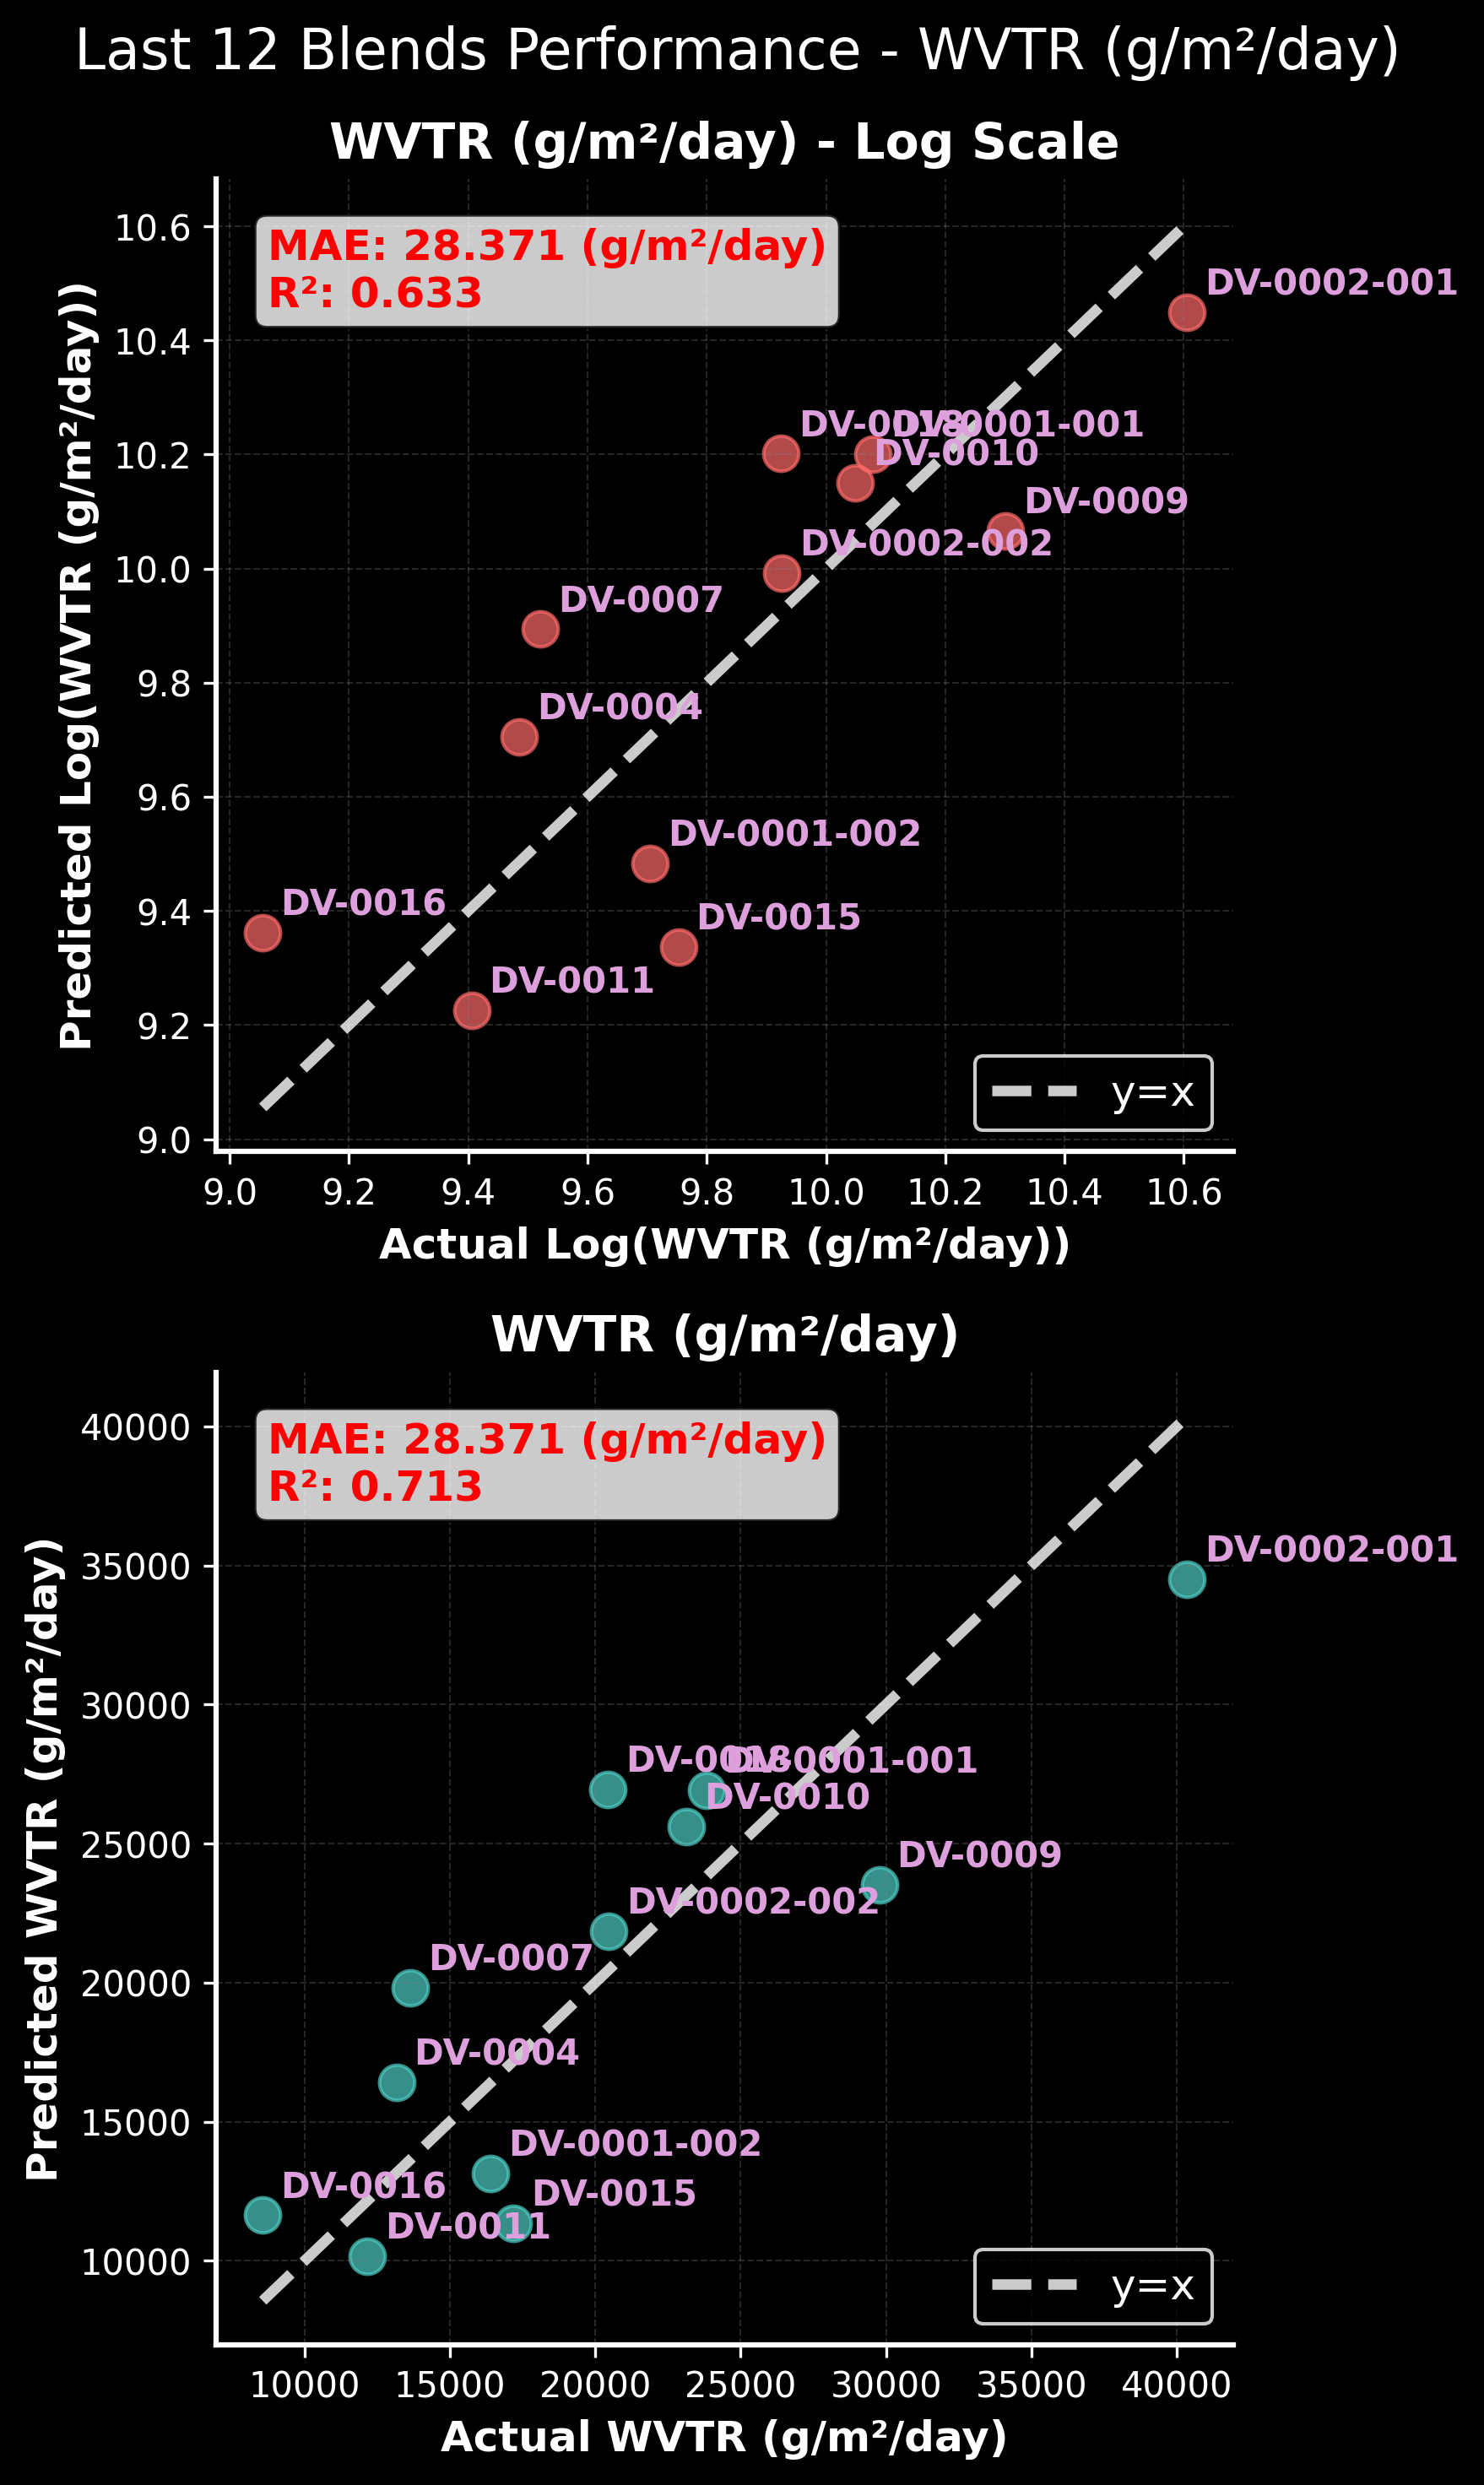 Last 12 Blends Performance - WVTR (g/m²/day)
WVTR (g/m²/day) - Log Scale
MAE: 28.371 (g/m²/day)
R²: 0.633
Predicted Log(WVTR (g/m²/day))
10.6
10.4
10.2
10.0
9.8
9.6
9.4
9.2
9.0
DV-0002-001
DV-0018
DV-0001-001
DV-0010
DV-0009
DV-0002-002
DV-0007
DV-0004
DV-0001-002
DV-0016
DV-0015
DV-0011
y=x
9.0 9.2 9.4 9.6 9.8 10.0 10.2 10.4 10.6
Actual Log(WVTR (g/m²/day))
WVTR (g/m²/day)
MAE: 28.371 (g/m²/day)
R²: 0.713
Predicted WVTR (g/m²/day)
40000
35000
30000
25000
20000
15000
10000
DV-0002-001
DV-0018
DV-0001-001
DV-0010
DV-0009
DV-0002-002
DV-0007
DV-0004
DV-0001-002
DV-0016
DV-0015
DV-0011
y=x
10000 15000 20000 25000 30000 35000 40000
Actual WVTR (g/m²/day)